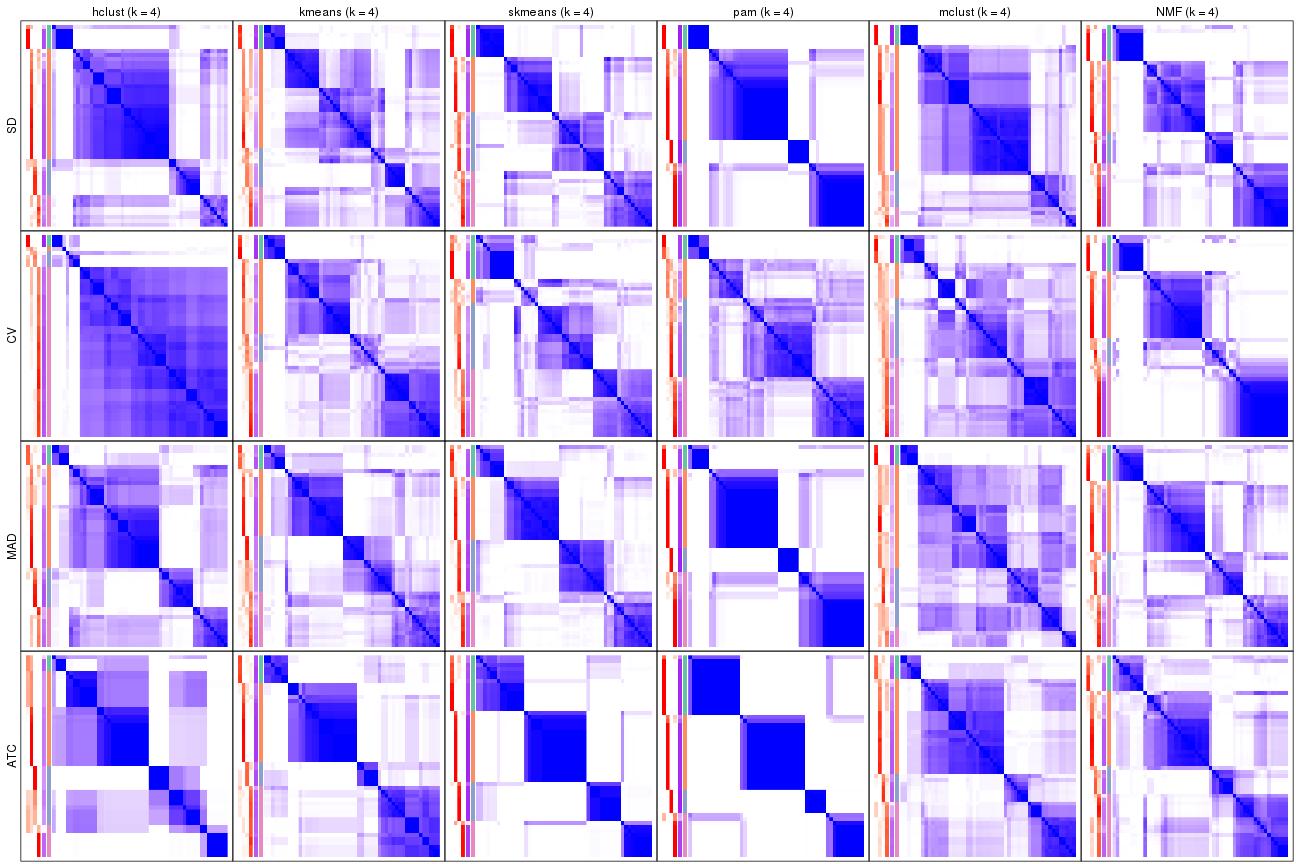 hclust (k = 4) kmeans (k = 4) skmeans (k = 4) pam (k = 4) mclust (k = 4) NMF (k = 4)
SD
CV
MAD
ATC